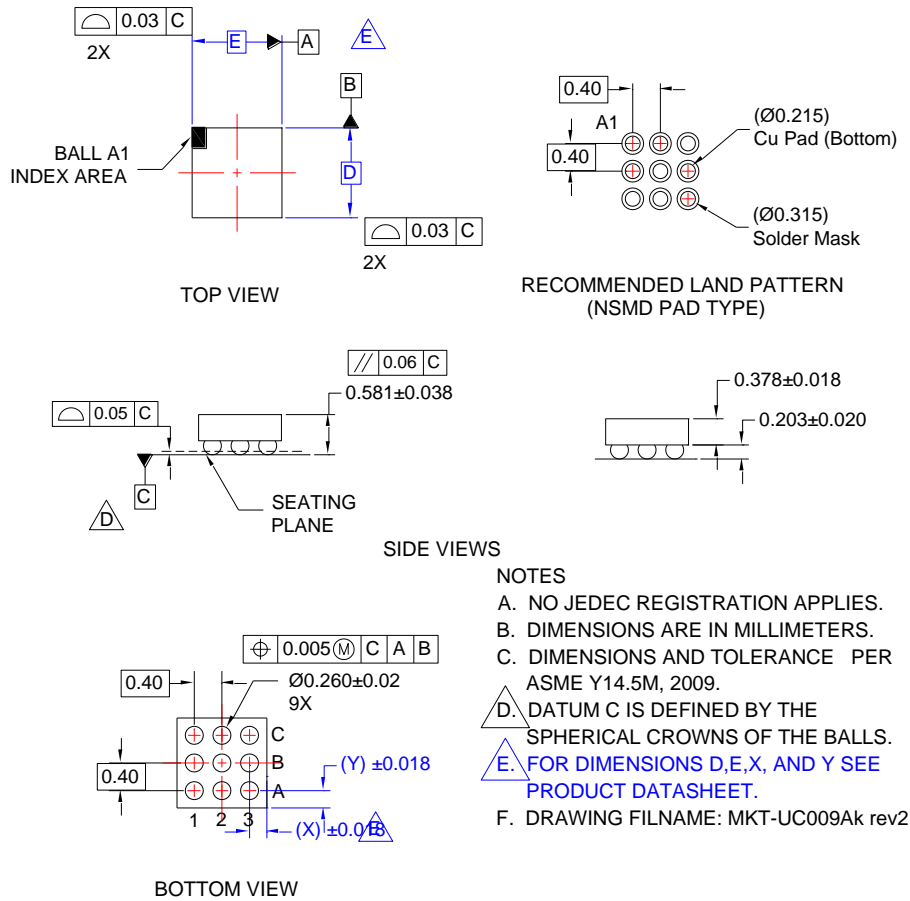 0.03 C
2X
E
A
E
B
BALL A1
INDEX AREA
D
0.03 C
2X
TOP VIEW
0.40
A1
0.40
(Ø0.215)
Cu Pad (Bottom)
(Ø0.315)
Solder Mask
RECOMMENDED LAND PATTERN
(NSMD PAD TYPE)
// 0.06 C
0.581±0.038
0.05 C
C
D
SEATING
PLANE
0.378±0.018
0.203±0.020
SIDE VIEWS
0.005Ⓜ C A B
0.40
Ø0.260±0.02
9X
C
B
A
0.40
1 2 3
(Y) ±0.018
(X) ±0.018
E
BOTTOM VIEW
NOTES
A. NO JEDEC REGISTRATION APPLIES.
B. DIMENSIONS ARE IN MILLIMETERS.
C. DIMENSIONS AND TOLERANCE PER
ASME Y14.5M, 2009.
D. DATUM C IS DEFINED BY THE
SPHERICAL CROWNS OF THE BALLS.
E. FOR DIMENSIONS D,E,X, AND Y SEE
PRODUCT DATASHEET.
F. DRAWING FILNAME: MKT-UC009Ak rev2